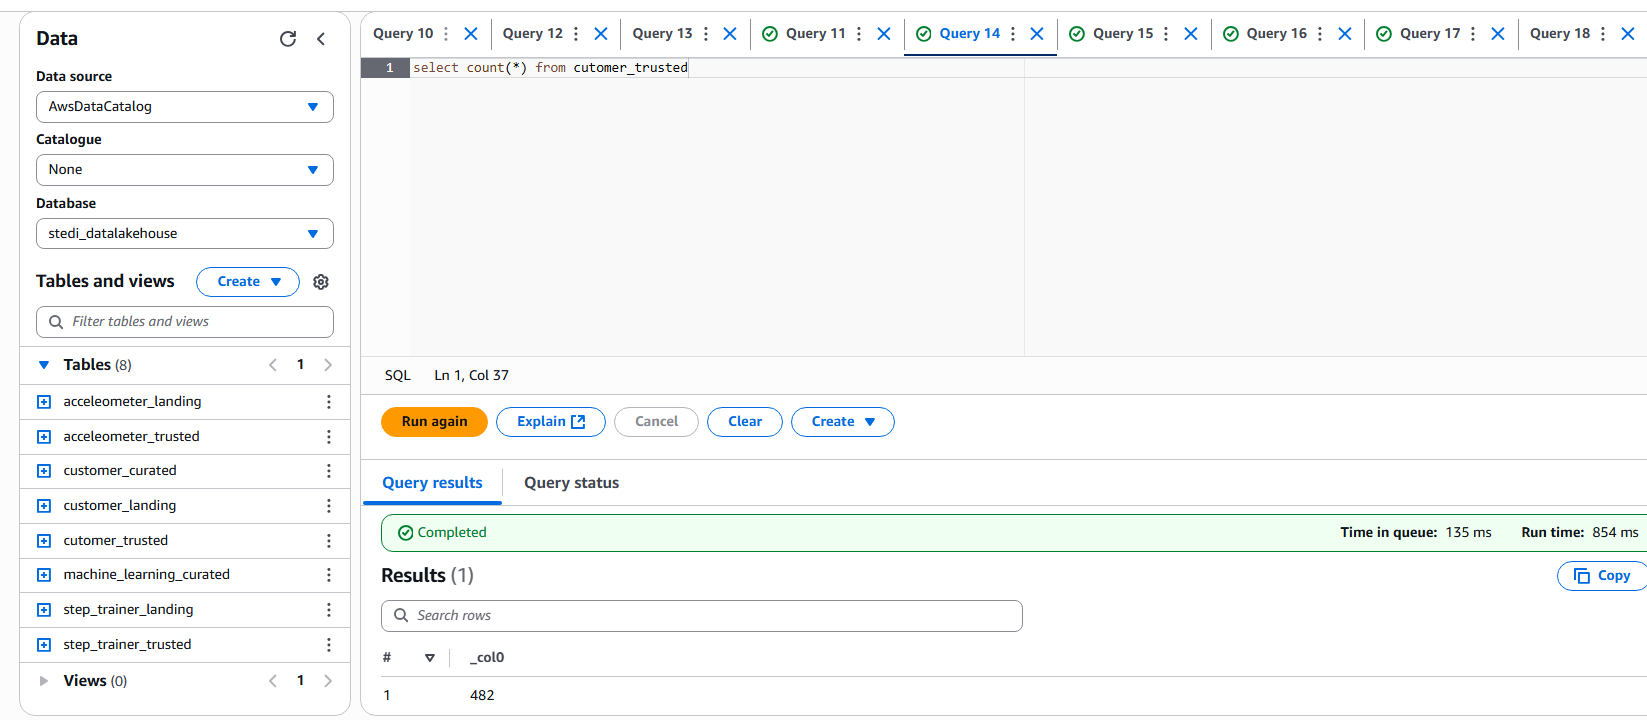 Data
Data source
AwsDataCatalog
Catalogue
None
Database
stedi_datalakehouse
Tables and views
Create
Filter tables and views
Tables (8)
1
acceleometer_landing
acceleometer_trusted
customer_curated
customer_landing
cutomer_trusted
machine_learning_curated
step_trainer_landing
step_trainer_trusted
Views (0)
1
Query 10
Query 12
Query 13
Query 11
Query 14
Query 15
Query 16
Query 17
Query 18
1 select count(*) from cutomer_trusted
SQL Ln 1, Col 37
Run again
Explain
Cancel
Clear
Create
Query results
Query status
Completed
Time in queue: 135 ms
Run time: 854 ms
Results (1)
Copy
Search rows
# _col0
1 482